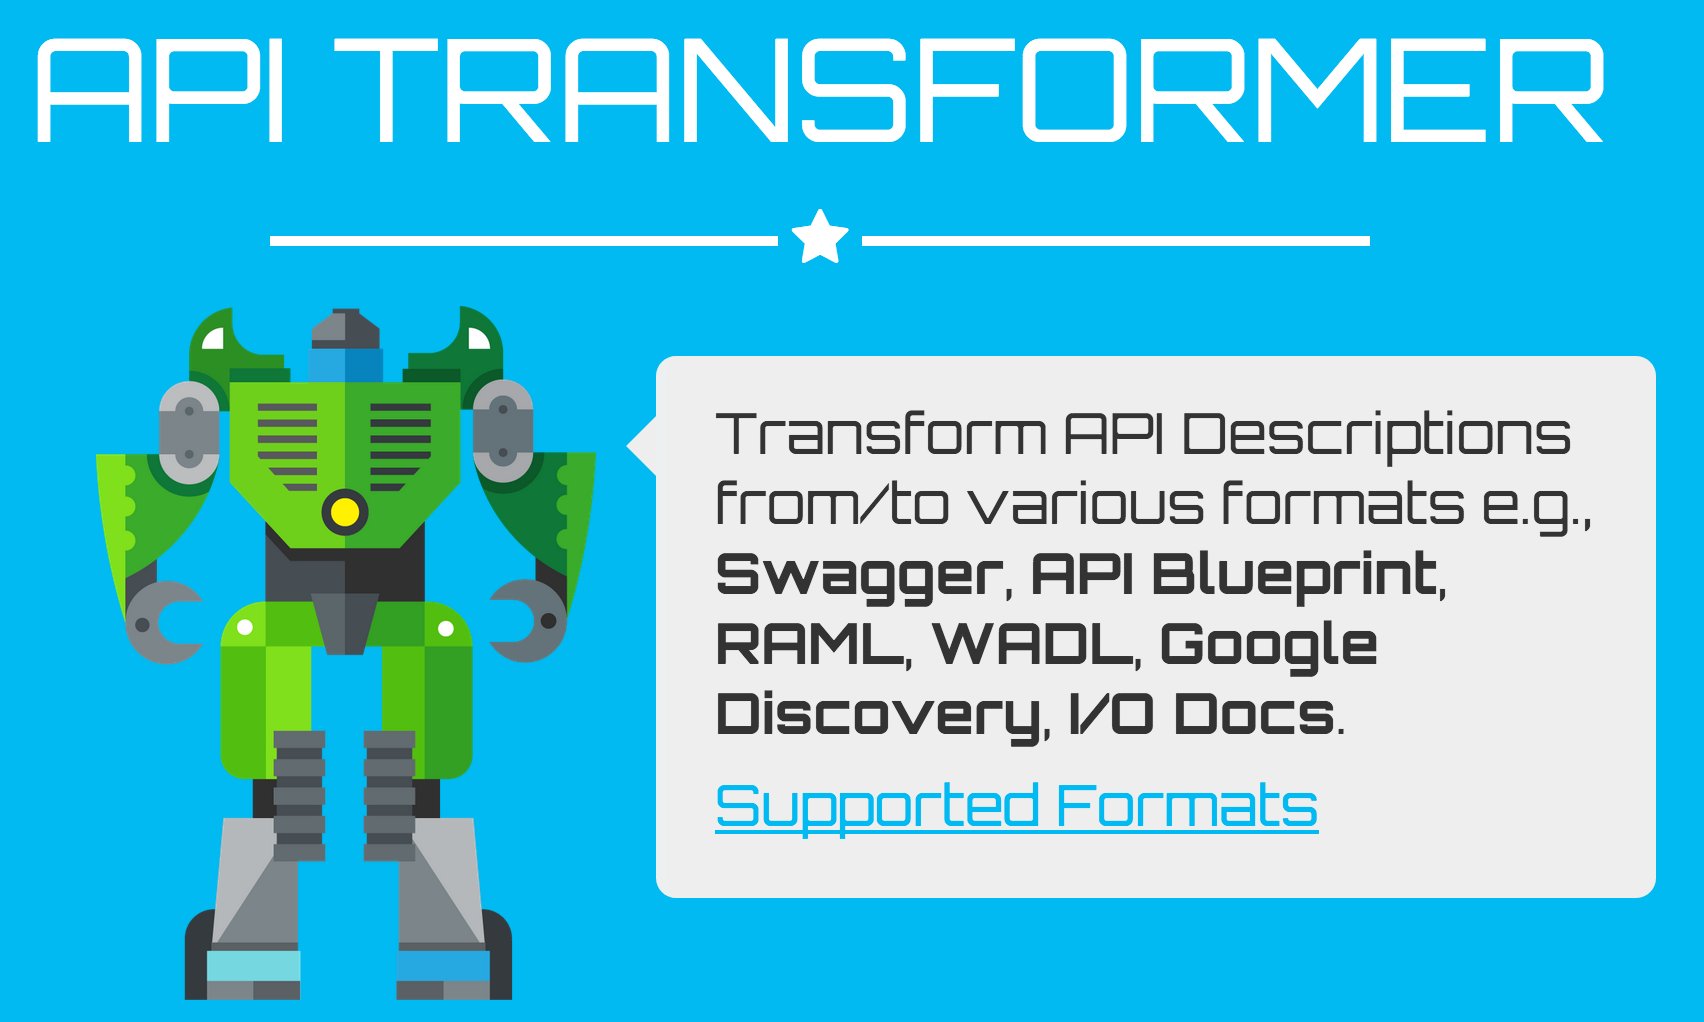 API TRANSFORMER
Transform API Descriptions
from/to various formats e.g.,
Swagger, API Blueprint,
RAML, WADL, Google
Discovery, I/O Docs.
Supported Formats